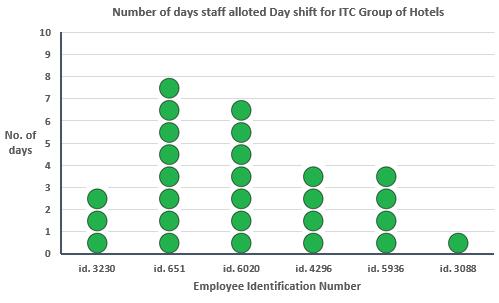 Number of days staff alloted Day shift for ITC Group of Hotels
10
9
8
7
6
5
4
3
2
1
0
No. of
days
id. 3230 id. 651 id. 6020 id. 4296 id. 5936 id. 3088
Employee Identification Number